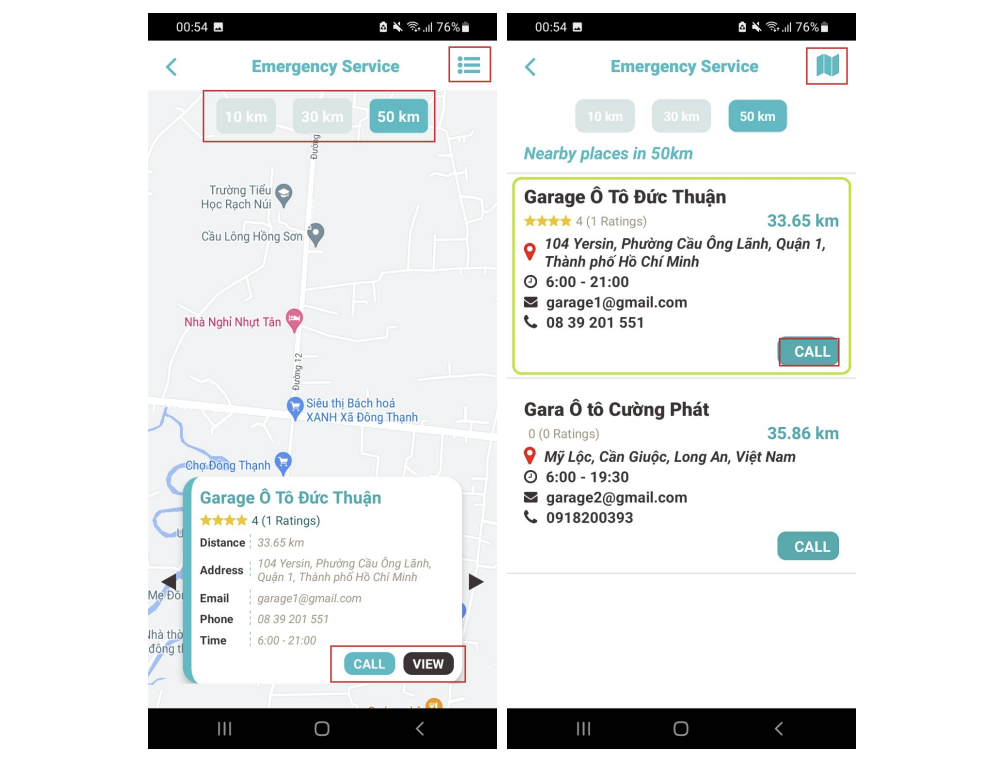 00:54
76%
Emergency Service
10 km
30 km
50 km
Đường
Trường Tiểu
Học Rạch Núi
Cầu Lông Hồng Sơn
Nhà Nghỉ Nhựt Tân
Đường 12
Siêu thị Bách hoá
XANH Xã Đông Thạnh
Chợ Đông Thạnh
Garage Ô Tô Đức Thuận
4 (1 Ratings)
Distance 33.65 km
Address 104 Yersin, Phường Cầu Ông Lãnh,
Quận 1, Thành phố Hồ Chí Minh
Email garage1@gmail.com
Phone 08 39 201 551
Time 6:00 - 21:00
CALL
VIEW
00:54
76%
Emergency Service
10 km
30 km
50 km
Nearby places in 50km
Garage Ô Tô Đức Thuận
4 (1 Ratings) 33.65 km
104 Yersin, Phường Cầu Ông Lãnh, Quận 1,
Thành phố Hồ Chí Minh
6:00 - 21:00
garage1@gmail.com
08 39 201 551
CALL
Gara Ô tô Cường Phát
0 (0 Ratings) 35.86 km
Mỹ Lộc, Cần Giuộc, Long An, Việt Nam
6:00 - 19:30
garage2@gmail.com
0918200393
CALL